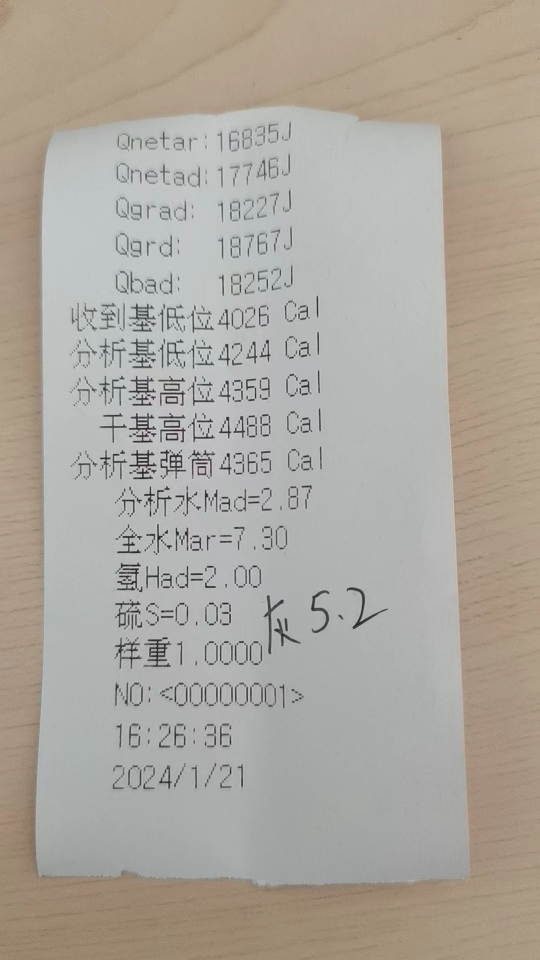 Qnetar:16835J
Qnetad:17746J
Qgrad: 18227J
Qgrd: 18767J
Qbad: 18252J
收到基低位4026 Cal
分析基低位4244 Cal
分析基高位4359 Cal
干基高位4488 Cal
分析基弹筒4365 Cal
分析水Mad=2.87
全水Mar=7.30
氢Had=2.00
硫S=0.03
灰 5.2
样重1.0000
NO:<00000001>
16:26:36
2024/1/21